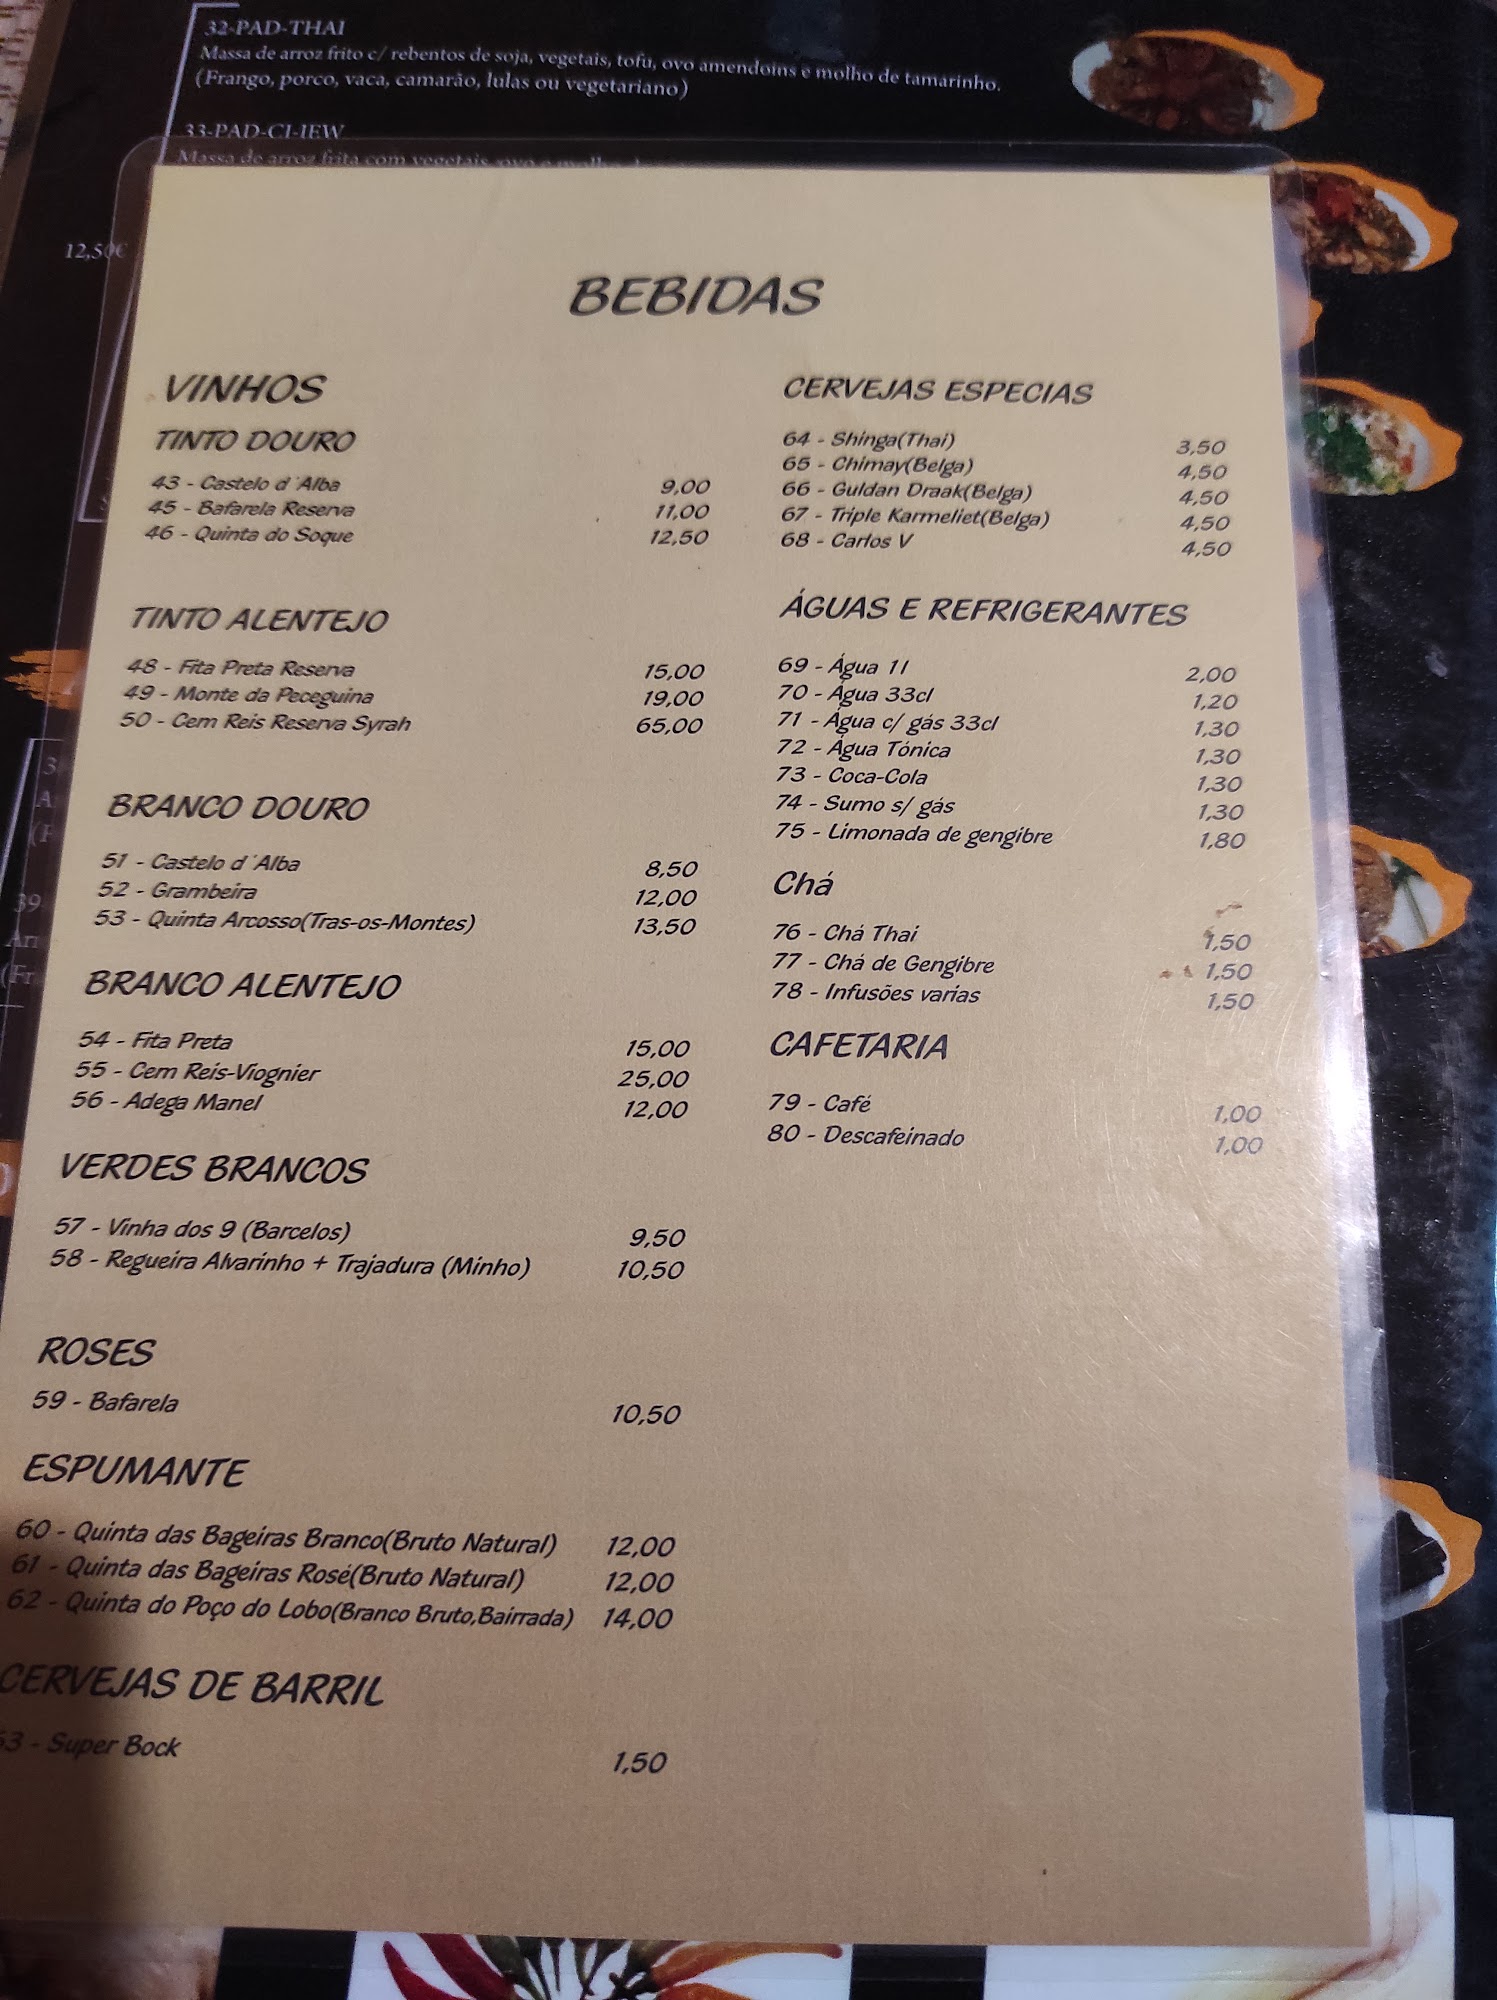 32-PAD-THAI
Massa de arroz frito c/ rebentos de soja, vegetais, tofu, ovo amendoins e molho de tamarinho.
(Frango, porco, vaca, camarão, lulas ou vegetariano)
33-PAD-CI-IEW
Massa de arroz frita com vegetais, ovo e molho
12,50€
BEBIDAS
VINHOS
TINTO DOURO
43 - Castelo d´Alba 9,00
45 - Bafarela Reserva 11,00
46 - Quinta do Soque 12,50
TINTO ALENTEJO
48 - Fita Preta Reserva 15,00
49 - Monte da Peceguina 19,00
50 - Cem Reis Reserva Syrah 65,00
BRANCO DOURO
51 - Castelo d´Alba 8,50
52 - Grambeira 12,00
53 - Quinta Arcosso(Tras-os-Montes) 13,50
BRANCO ALENTEJO
54 - Fita Preta 15,00
55 - Cem Reis-Viognier 25,00
56 - Adega Manel 12,00
VERDES BRANCOS
57 - Vinha dos 9 (Barcelos) 9,50
58 - Regueira Alvarinho + Trajadura (Minho) 10,50
ROSES
59 - Bafarela 10,50
ESPUMANTE
60 - Quinta das Bageiras Branco(Bruto Natural) 12,00
61 - Quinta das Bageiras Rosé(Bruto Natural) 12,00
62 - Quinta do Poço do Lobo(Branco Bruto,Bairrada) 14,00
CERVEJAS DE BARRIL
63 - Super Bock 1,50
CERVEJAS ESPECIAS
64 - Shinga(Thai) 3,50
65 - Chimay(Belga) 4,50
66 - Guldan Draak(Belga) 4,50
67 - Triple Karmeliet(Belga) 4,50
68 - Carlos V 4,50
ÁGUAS E REFRIGERANTES
69 - Água 1l 2,00
70 - Água 33cl 1,20
71 - Água c/ gás 33cl 1,30
72 - Água Tónica 1,30
73 - Coca-Cola 1,30
74 - Sumo s/ gás 1,30
75 - Limonada de gengibre 1,80
Chá
76 - Chá Thai 1,50
77 - Chá de Gengibre 1,50
78 - Infusões varias 1,50
CAFETARIA
79 - Café 1,00
80 - Descafeinado 1,00